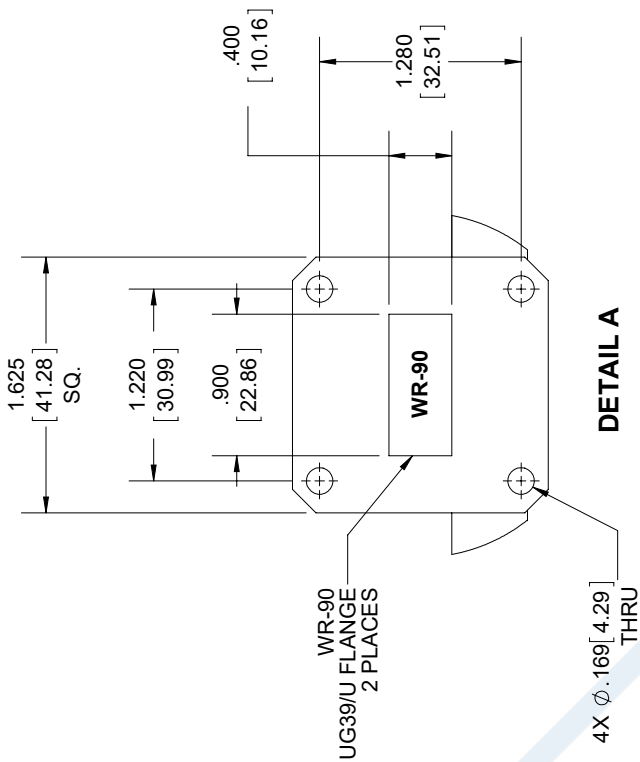 1.625
[41.28]
SQ.
1.220
[30.99]
.900
[22.86]
.400
[10.16]
1.280
[32.51]
WR-90
WR-90
UG39/U FLANGE
2 PLACES
4X Ø.169[4.29]
THRU
DETAIL A